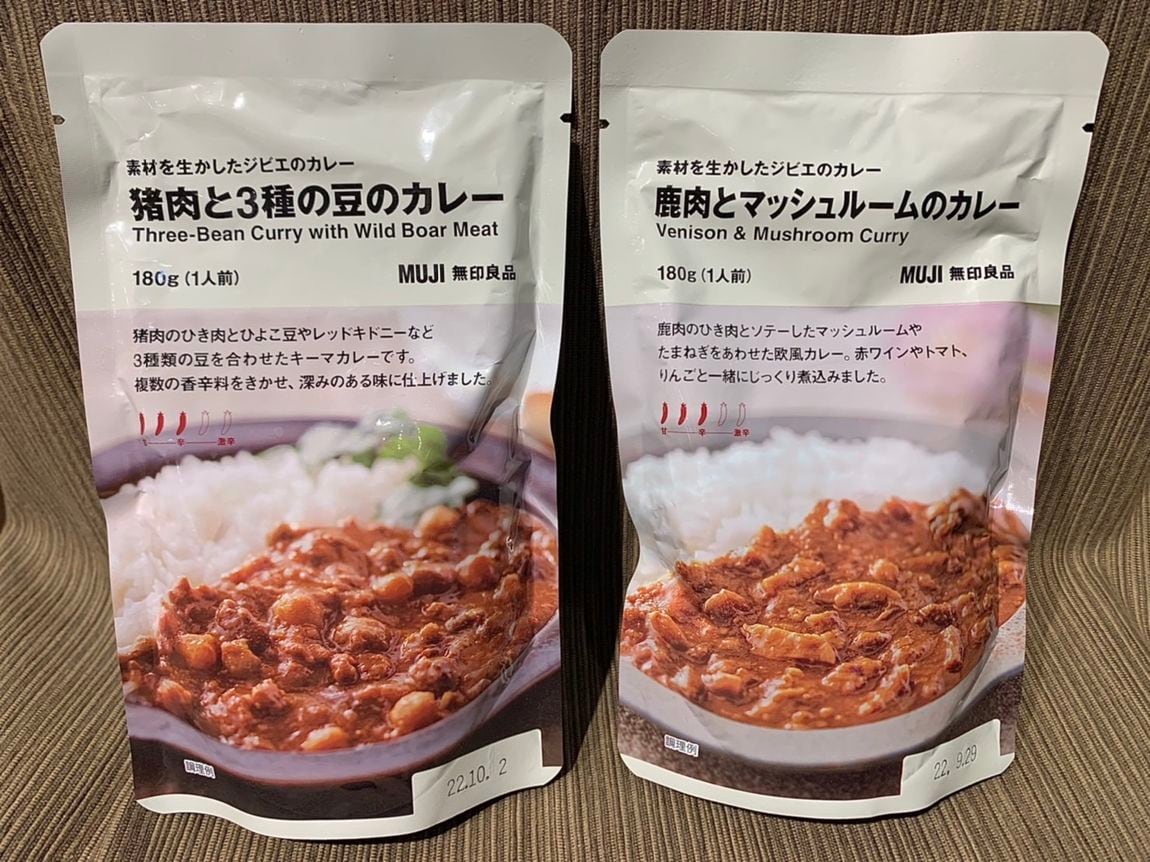 素材を生かしたジビエのカレー
猪肉と3種の豆のカレー
Three-Bean Curry with Wild Boar Meat
180g(1人前)
MUJI 無印良品
猪肉のひき肉とひよこ豆やレッドキドニーなど
3種類の豆を合わせたキーマカレーです。
複数の香辛料をきかせ、深みのある味に仕上げました。
甘 辛 激辛
調理例
22.10. 2
素材を生かしたジビエのカレー
鹿肉とマッシュルームのカレー
Venison & Mushroom Curry
180g(1人前)
MUJI 無印良品
鹿肉のひき肉とソテーしたマッシュルームや
たまねぎをあわせた欧風カレー。赤ワインやトマト、
りんごと一緒にじっくり煮込みました。
甘 辛 激辛
調理例
22. 9.29